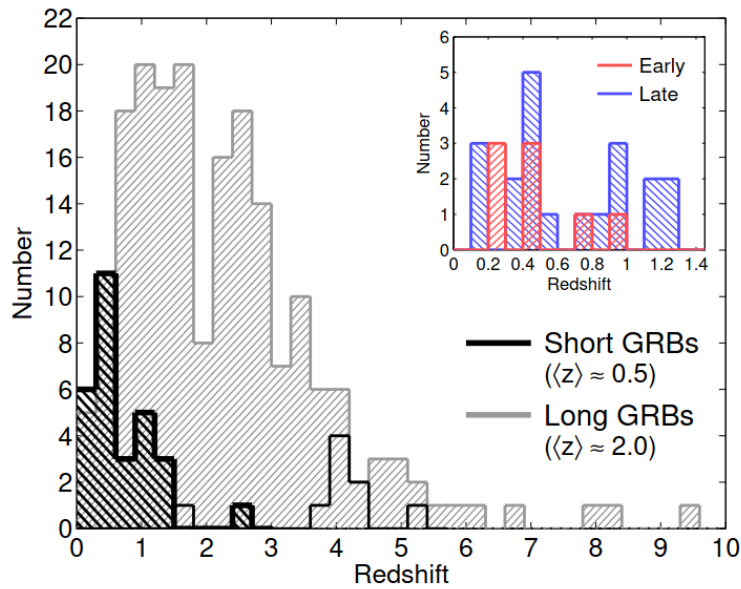 22
20
18
16
14
12
10
8
6
4
2
0
Number
0 1 2 3 4 5 6 7 8 9 10
Redshift
6
5
4
3
2
1
0
Number
0 0.2 0.4 0.6 0.8 1 1.2 1.4
Redshift
Early
Late
Short GRBs
(⟨z⟩ ≈ 0.5)
Long GRBs
(⟨z⟩ ≈ 2.0)